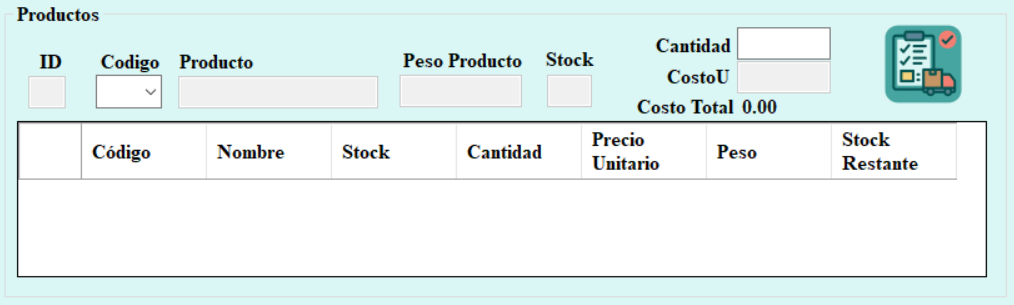 Productos
ID Codigo Producto Peso Producto Stock
Cantidad
CostoU
Costo Total 0.00
Código Nombre Stock Cantidad Precio Unitario Peso Stock Restante